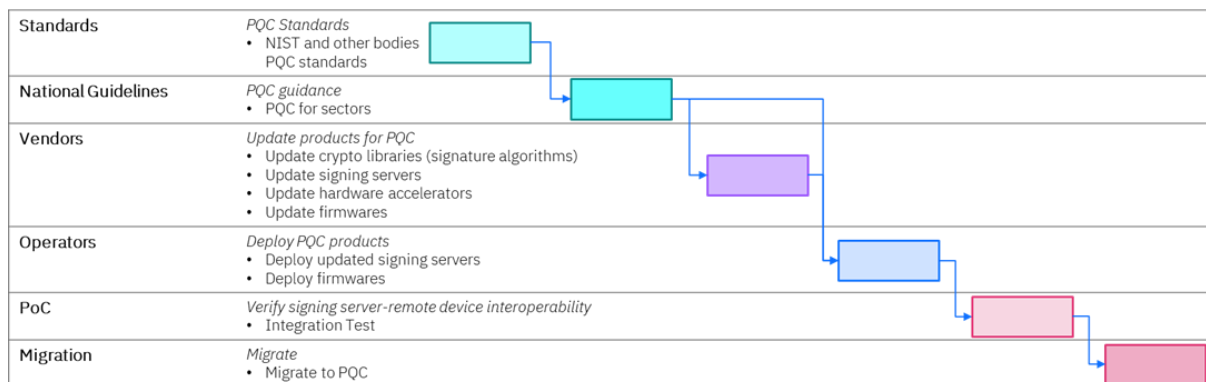 Standards
PQC Standards
• NIST and other bodies
PQC standards
National Guidelines
PQC guidance
• PQC for sectors
Vendors
Update products for PQC
• Update crypto libraries (signature algorithms)
• Update signing servers
• Update hardware accelerators
• Update firmwares
Operators
Deploy PQC products
• Deploy updated signing servers
• Deploy firmwares
PoC
Verify signing server-remote device interoperability
• Integration Test
Migration
Migrate
• Migrate to PQC